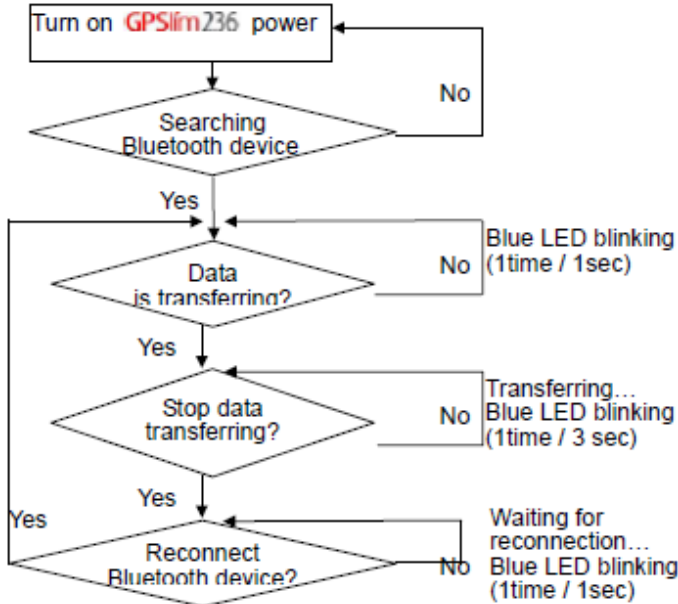 Turn on GPSlim236 power
No
Searching
Bluetooth device
Yes
Blue LED blinking
(1time / 1sec)
No
Data
is transferring?
Yes
Transferring...
Blue LED blinking
(1time / 3 sec)
No
Stop data
transferring?
Yes
Yes
Waiting for
reconnection...
Blue LED blinking
(1time / 1sec)
No
Reconnect
Bluetooth device?